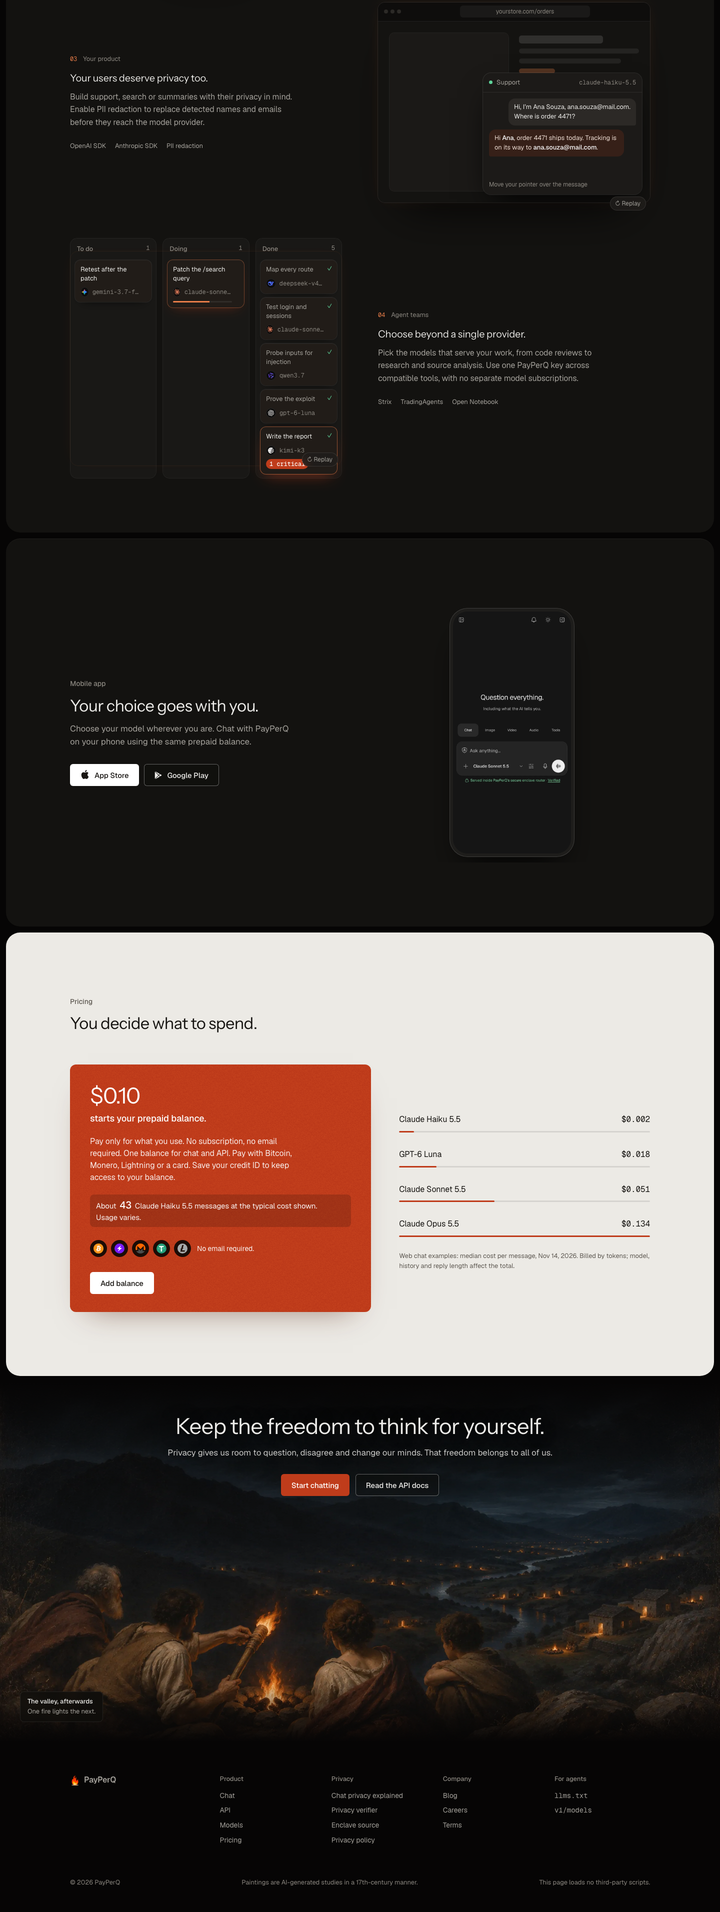 yourstore.com/orders
03 Your product
Your users deserve privacy too.
Build support, search or summaries with their privacy in mind.
Enable PII redaction to replace detected names and emails
before they reach the model provider.
OpenAI SDK Anthropic SDK PII redaction
Support claude-haiku-5.5
Hi, I'm Ana Souza, ana.souza@mail.com.
Where is order 4471?
Hi Ana, order 4471 ships today. Tracking is
on its way to ana.souza@mail.com.
Move your pointer over the message
Replay
To do 1
Retest after the
patch
gemini-3.7-f…
Doing 1
Patch the /search
query
claude-sonne…
Done 5
Map every route
deepseek-v4…
Test login and
sessions
claude-sonne…
Probe inputs for
injection
qwen3.7
Prove the exploit
gpt-6-luna
Write the report
kimi-k3
1 critical
Replay
04 Agent teams
Choose beyond a single provider.
Pick the models that serve your work, from code reviews to
research and source analysis. Use one PayPerQ key across
compatible tools, with no separate model subscriptions.
Strix TradingAgents Open Notebook
Mobile app
Your choice goes with you.
Choose your model wherever you are. Chat with PayPerQ
on your phone using the same prepaid balance.
App Store
Google Play
Question everything.
Including what the AI tells you.
Chat Image Video Audio Tools
Ask anything...
Claude Sonnet 5.5
Verified
Pricing
You decide what to spend.
$0.10
starts your prepaid balance.
Pay only for what you use. No subscription, no email
required. One balance for chat and API. Pay with Bitcoin,
Monero, Lightning or a card. Save your credit ID to keep
access to your balance.
About 43 Claude Haiku 5.5 messages at the typical cost shown.
Usage varies.
No email required.
Add balance
Claude Haiku 5.5 $0.002
GPT-6 Luna $0.018
Claude Sonnet 5.5 $0.051
Claude Opus 5.5 $0.134
Web chat examples: median cost per message, Nov 14, 2026. Billed by tokens; model,
history and reply length affect the total.
Keep the freedom to think for yourself.
Privacy gives us room to question, disagree and change our minds. That freedom belongs to all of us.
Start chatting
Read the API docs
The valley, afterwards
One fire lights the next.
PayPerQ
Product
Chat
API
Models
Pricing
Privacy
Chat privacy explained
Privacy verifier
Enclave source
Privacy policy
Company
Blog
Careers
Terms
For agents
llms.txt
v1/models
© 2026 PayPerQ
Paintings are AI-generated studies in a 17th-century manner.
This page loads no third-party scripts.